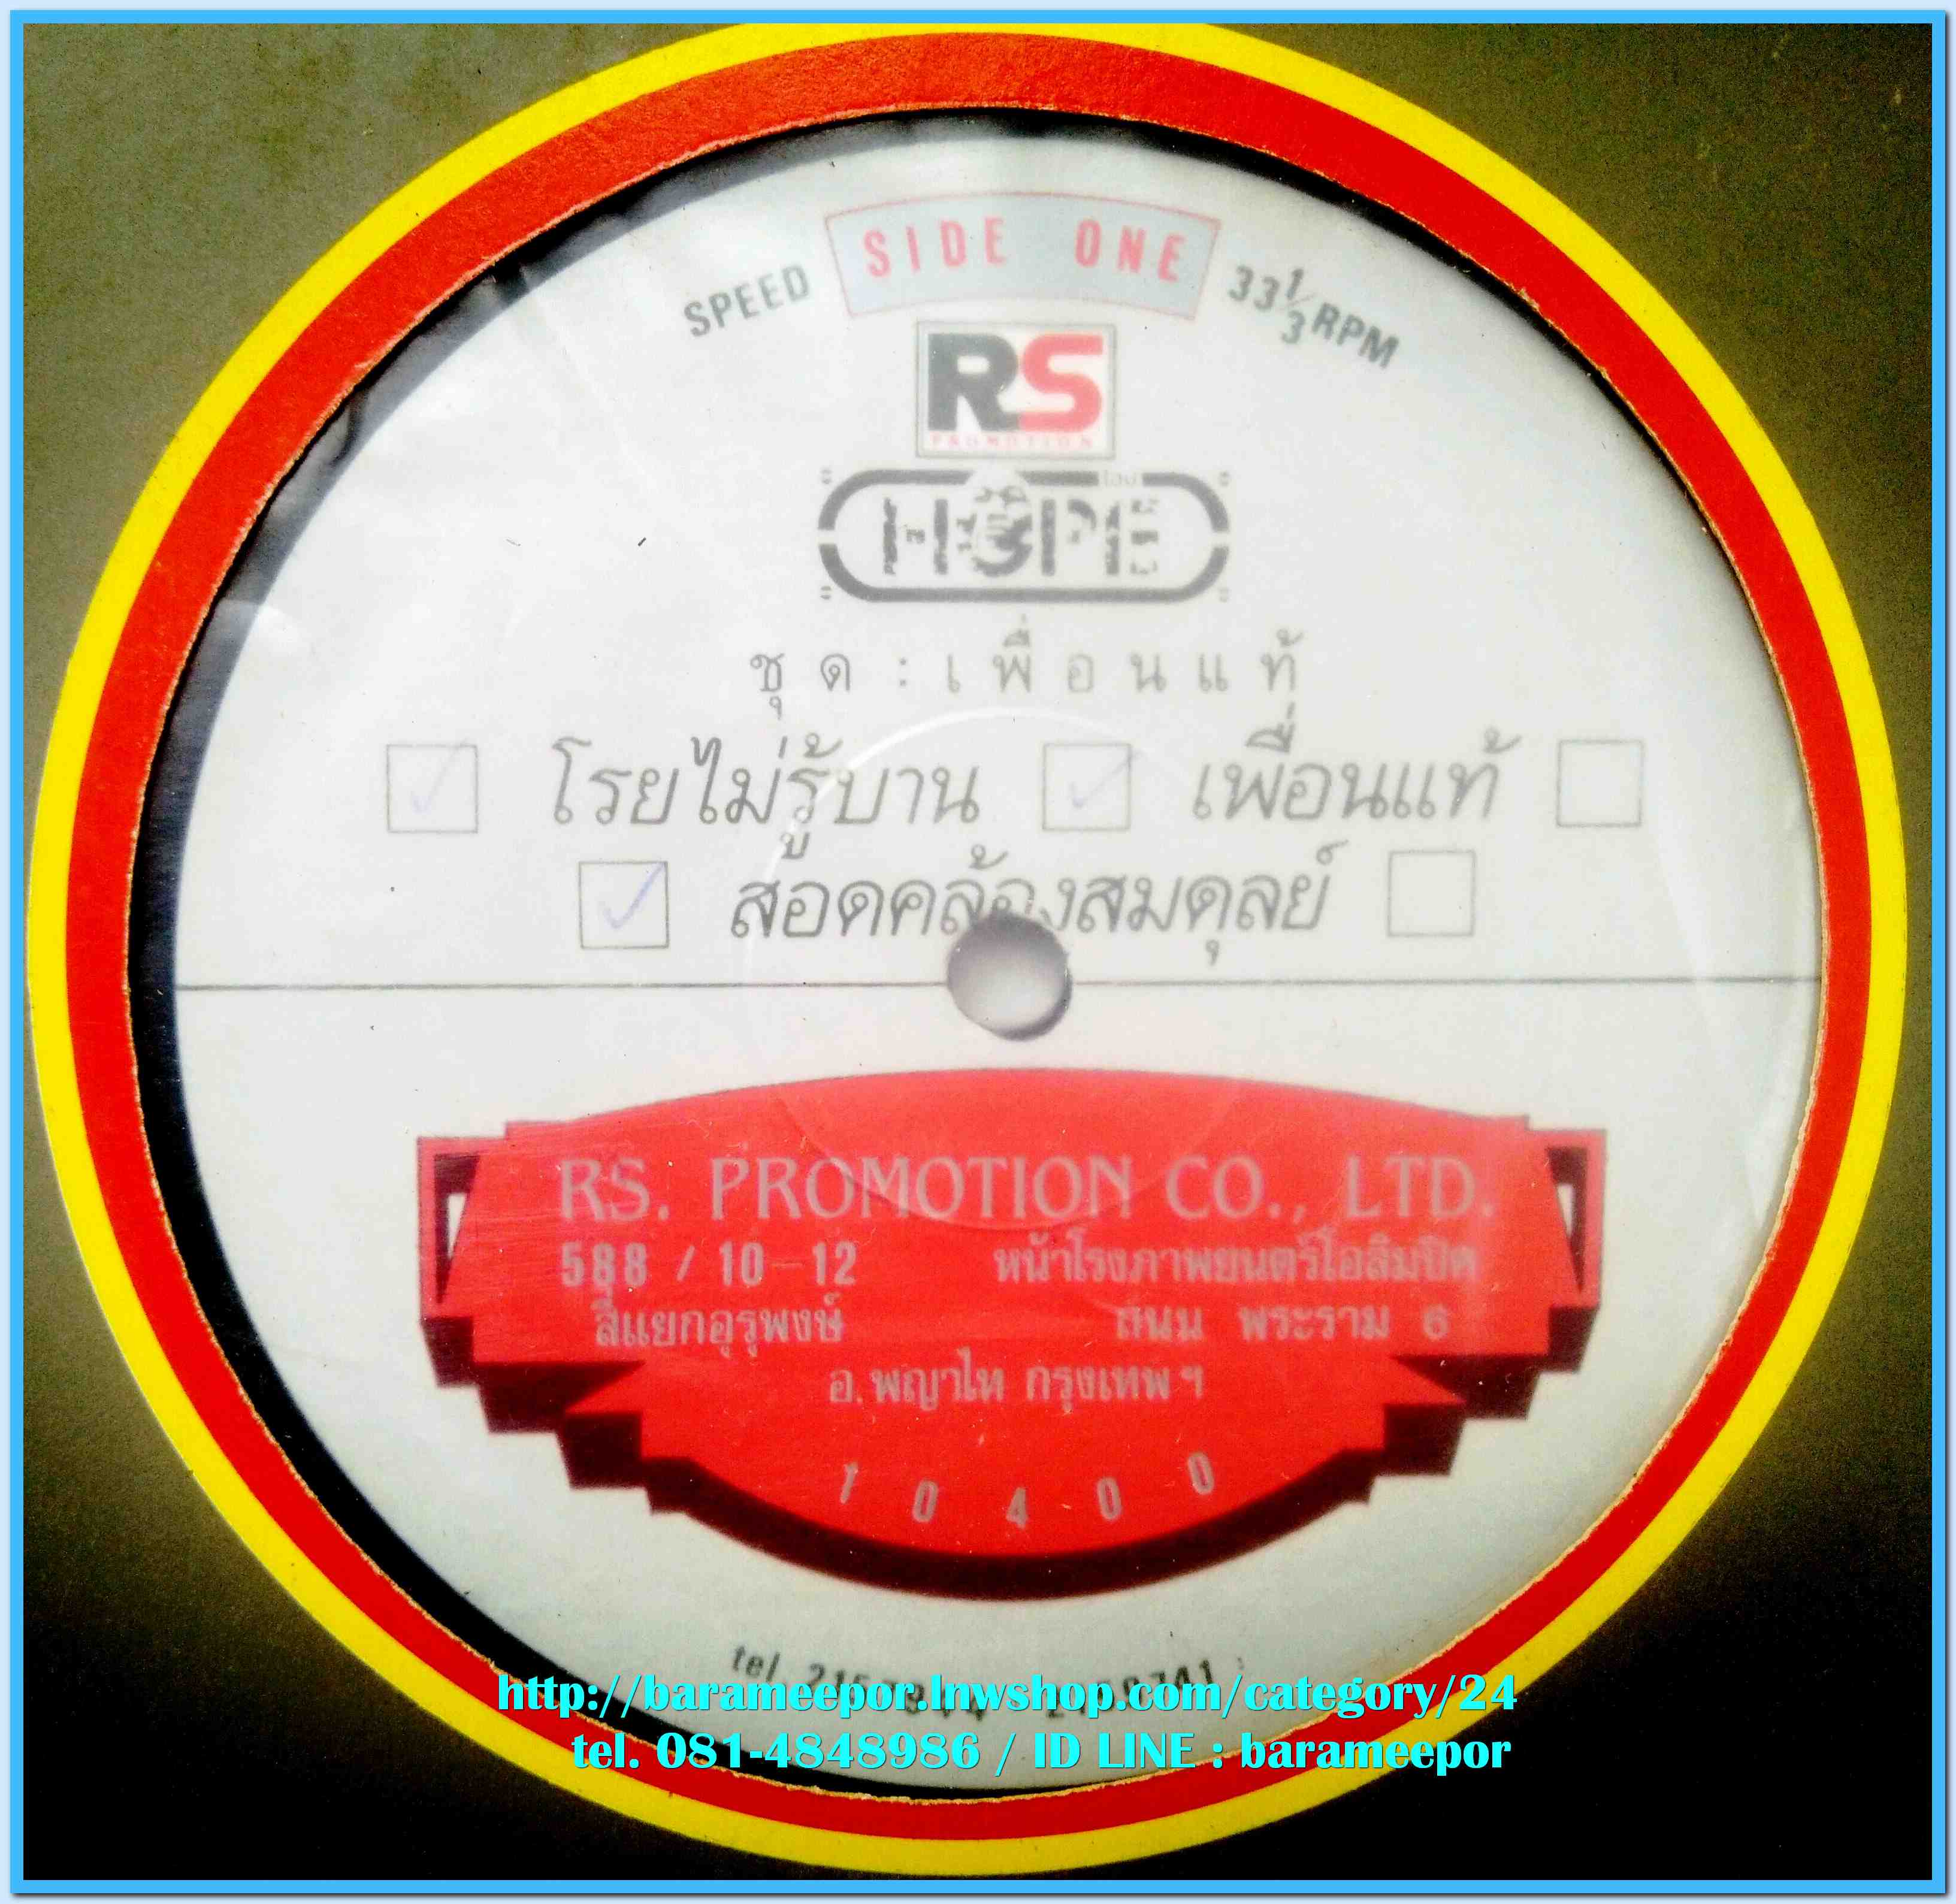 SPEED SIDE ONE 33 1/3 RPM
RS
PROMOTION
โฮป
HOPE
ชุด : เพื่อนแท้
โรยไม่รู้บาน เพื่อนแท้
สอดคล้องสมดุลย์
RS. PROMOTION CO., LTD.
588 / 10-12 หน้าโรงภาพยนตร์โอลิมปิค
สี่แยกอุรุพงษ์ ถนน พระราม 6
อ.พญาไท กรุงเทพฯ
10400
tel.
http://barameepor.lnwshop.com/category/24
tel. 081-4848986 / ID LINE : barameepor